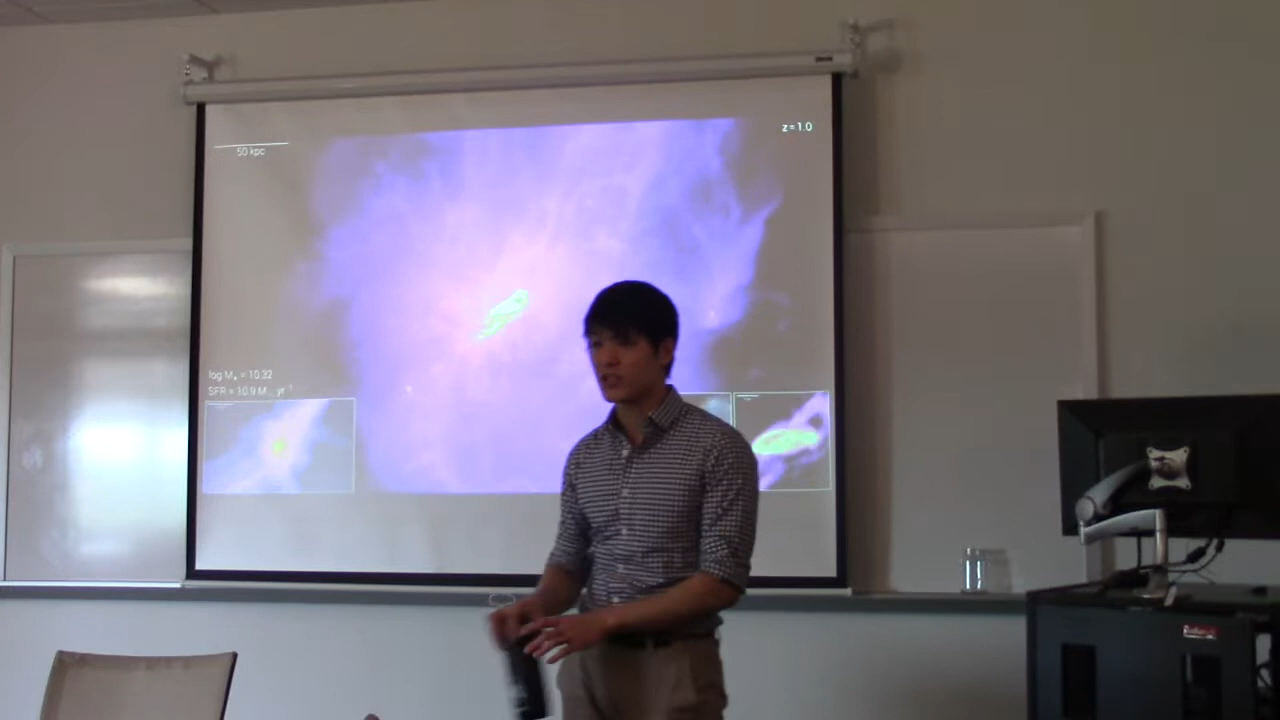 z=1.0
50 kpc
log M⋆ = 10.32
SFR = 10.9 M yr⁻¹